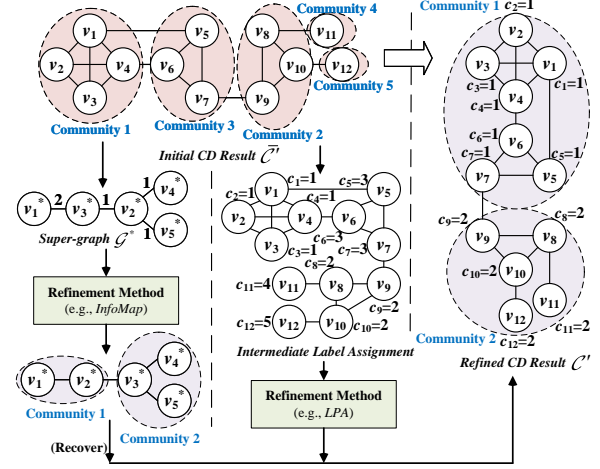 Community 4
v₁
v₅
v₈
v₁₁
v₂
v₄
v₆
v₁₀
v₁₂
v₃
v₇
v₉
Community 5
Community 1
Community 3
Community 2
Initial CD Result 𝒞̄'
v₁*
2
v₃*
1
v₂*
1
v₄*
1
v₅*
Super-graph 𝒢*
Refinement Method
(e.g., InfoMap)
v₁*
v₂*
v₃*
v₄*
v₅*
Community 1
Community 2
(Recover)
c₁=1
c₅=3
c₂=1
v₁
c₄=1
v₅
v₂
v₄
v₆
v₃
c₃=1
c₆=3
c₇=3
v₇
c₈=2
c₁₁=4
v₁₁
v₈
v₉
c₉=2
c₁₂=5
v₁₂
v₁₀
c₁₀=2
Intermediate Label Assignment
Refinement Method
(e.g., LPA)
Community 1
c₂=1
v₂
v₃
v₁
c₃=1
c₁=1
v₄
c₄=1
c₆=1
v₆
c₇=1
c₅=1
v₇
v₅
c₉=2
c₈=2
v₉
v₈
c₁₀=2
v₁₀
v₁₁
v₁₂
c₁₁=2
Community 2
c₁₂=2
Refined CD Result 𝒞'